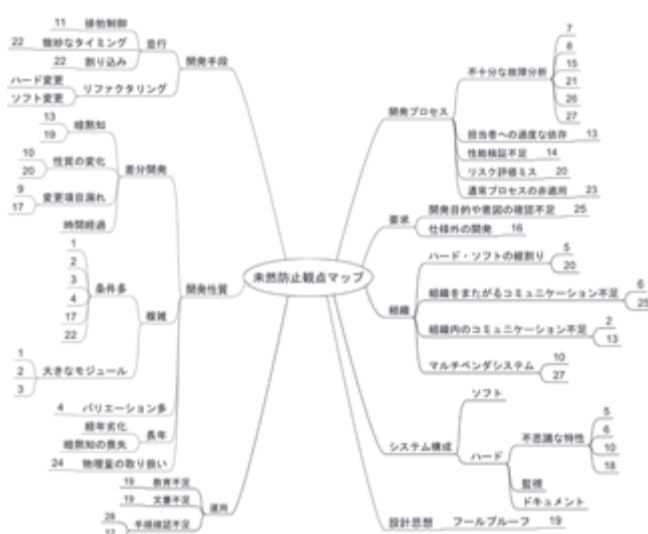 未然防止観点マップ
開発手段
並行
排他制御
11
微妙なタイミング
22
割り込み
22
リファクタリング
ハード変更
ソフト変更
開発性質
差分開発
暗黙知
13
19
性質の変化
10
20
変更項目漏れ
9
17
時間経過
複雑
条件多
1
2
3
4
17
22
大きなモジュール
1
2
3
バリエーション多
4
長年
経年劣化
暗黙知の喪失
物理量の取り扱い
24
運用
教育不足
19
文書不足
19
手順確認不足
28
12
開発プロセス
不十分な故障分析
7
8
15
21
26
27
担当者への過度な依存
13
性能検証不足
14
リスク評価ミス
20
通常プロセスの非適用
23
要求
開発目的や意図の確認不足
25
仕様外の開発
16
組織
ハード・ソフトの縦割り
5
20
組織をまたがるコミュニケーション不足
6
25
組織内のコミュニケーション不足
2
13
マルチベンダシステム
10
27
システム構成
ソフト
ハード
不思議な特性
5
6
10
18
監視
ドキュメント
設計思想
フールプルーフ
19